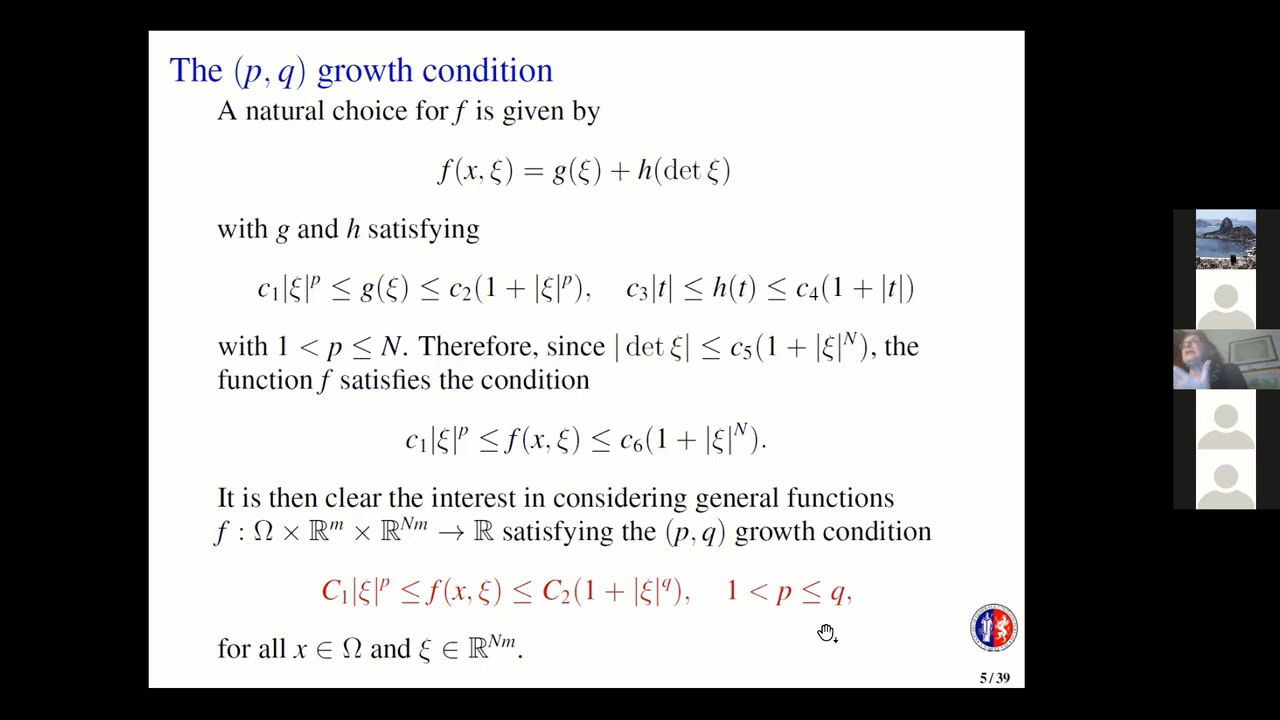 The (p, q) growth condition
A natural choice for f is given by
f(x, ξ) = g(ξ) + h(det ξ)
with g and h satisfying
c₁|ξ|ᵖ ≤ g(ξ) ≤ c₂(1 + |ξ|ᵖ),   c₃|t| ≤ h(t) ≤ c₄(1 + |t|)
with 1 < p ≤ N. Therefore, since | det ξ| ≤ c₅(1 + |ξ|ᴺ), the
function f satisfies the condition
c₁|ξ|ᵖ ≤ f(x, ξ) ≤ c₆(1 + |ξ|ᴺ).
It is then clear the interest in considering general functions
f : Ω × ℝᵐ × ℝᴺᵐ → ℝ satisfying the (p, q) growth condition
C₁|ξ|ᵖ ≤ f(x, ξ) ≤ C₂(1 + |ξ|^q),   1 < p ≤ q,
for all x ∈ Ω and ξ ∈ ℝᴺᵐ.
5 / 39